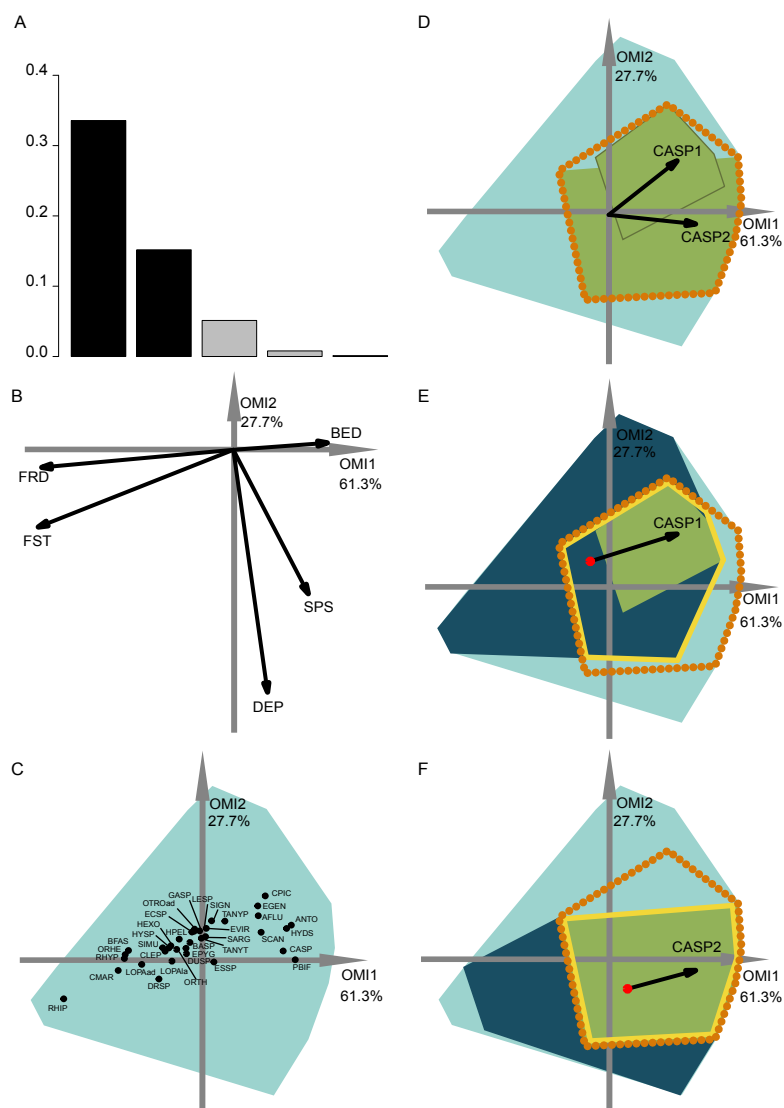 A
0.4
0.3
0.2
0.1
0.0
B
OMI2
27.7%
BED
OMI1
61.3%
FRD
FST
SPS
DEP
C
OMI2
27.7%
CPIC
GASP
LESP
SIGN
EGEN
OTROad
TANYP
AFLU
ECSP
ANTO
HEXO
HPEL
EVIR
HYSP
SCAN
HYDS
BFAS
SIMU
BASP
SARG
ORHE
CLEP
EPYG
TANYT
CASP
RHYP
DUSP
PBIF
OMI1
CMAR
LOPAad
LOPAla
ESSP
61.3%
DRSP
ORTH
RHIP
D
OMI2
27.7%
CASP1
CASP2
OMI1
61.3%
E
OMI2
27.7%
CASP1
OMI1
61.3%
F
OMI2
27.7%
CASP2
OMI1
61.3%